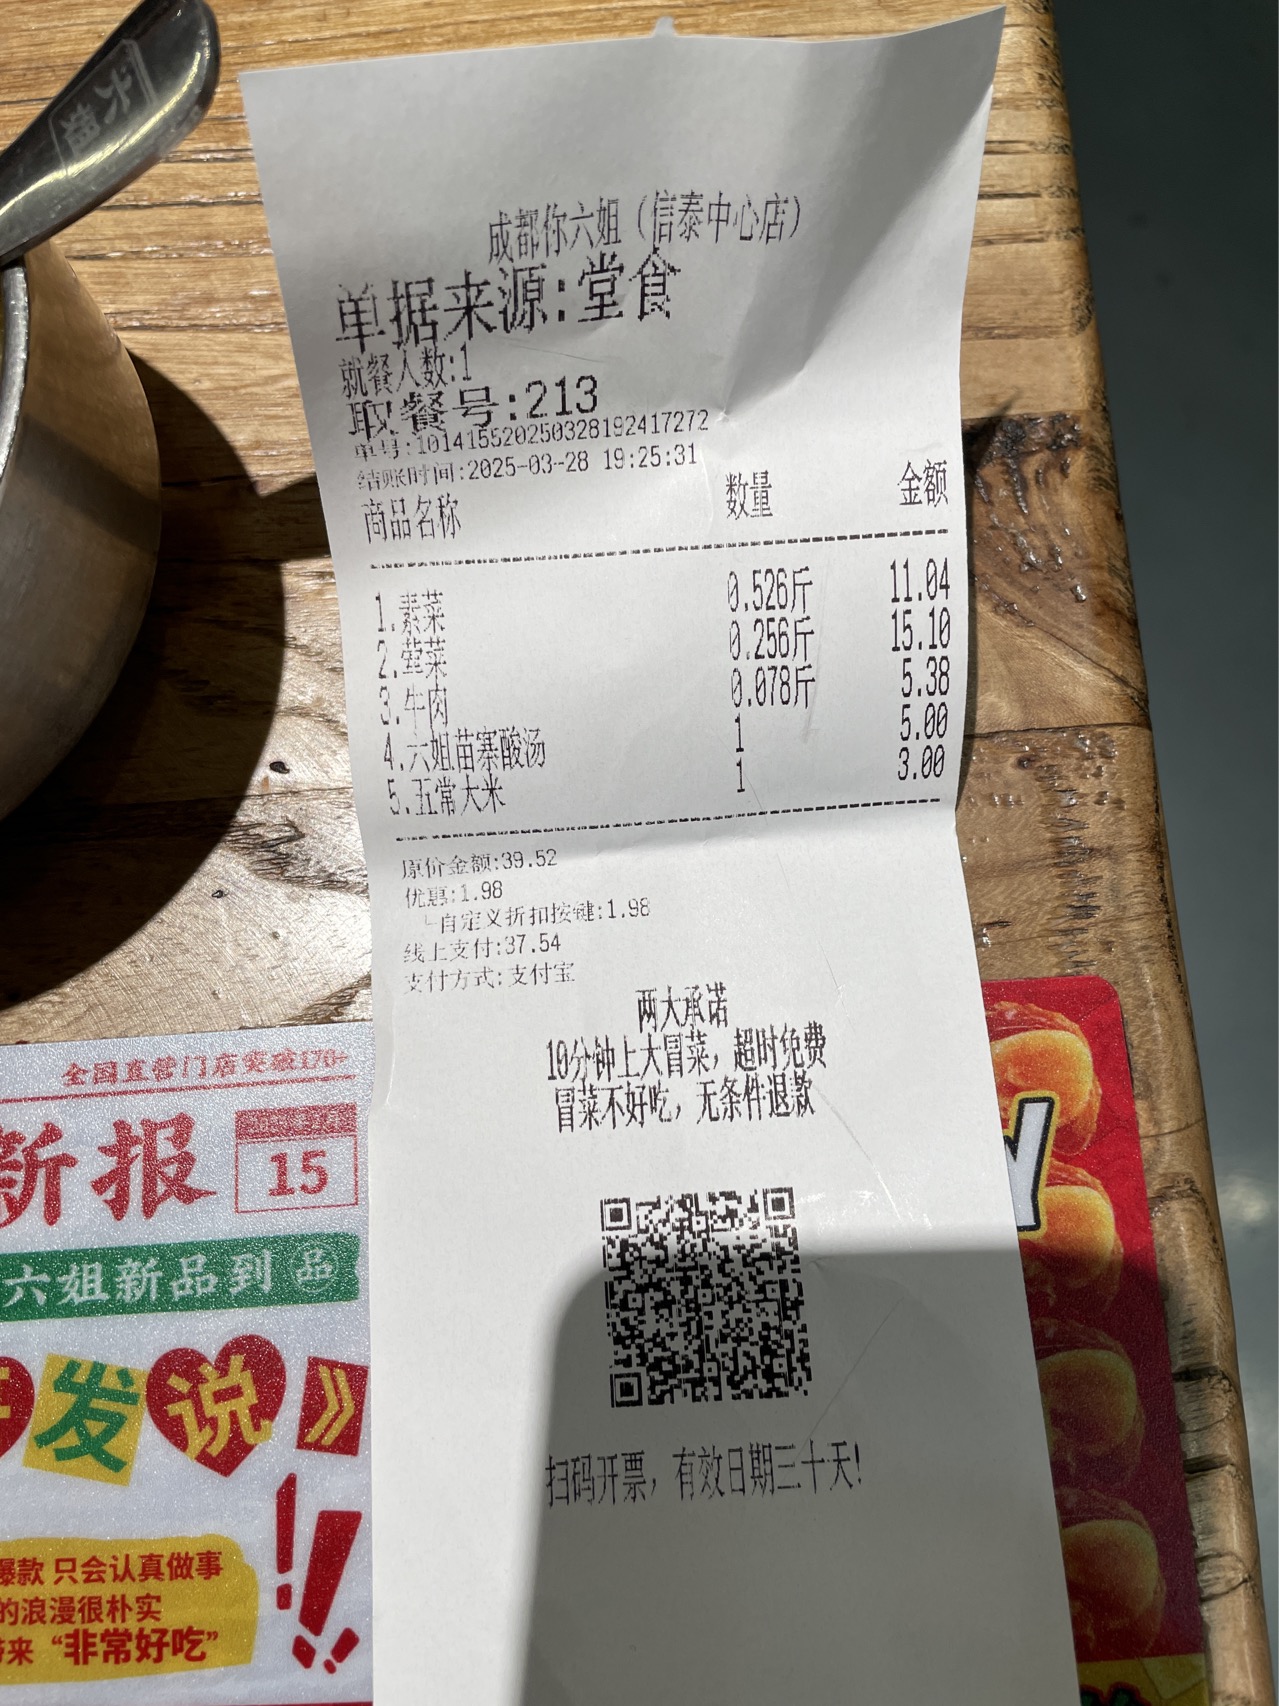 成都你六姐（信泰中心店）
单据来源:堂食
就餐人数:1
取餐号:213
单号:10141552025032819241​7272
结账时间:2025-03-28 19:25:31
商品名称 数量 金额
1.素菜 0.526斤 11.04
2.荤菜 0.256斤 15.10
3.牛肉 0.078斤 5.38
4.六姐苗寨酸汤 1 5.00
5.五常大米 1 3.00
原价金额:39.52
优惠:1.98
└自定义折扣按键:1.98
线上支付:37.54
支付方式:支付宝
两大承诺
10分钟上大冒菜，超时免费
冒菜不好吃，无条件退款
扫码开票，有效日期三十天!
全国直营门店突破170+
新报
15
六姐新品到 品
发说》
!!
爆款 只会认真做事
的浪漫很朴实
来“非常好吃”